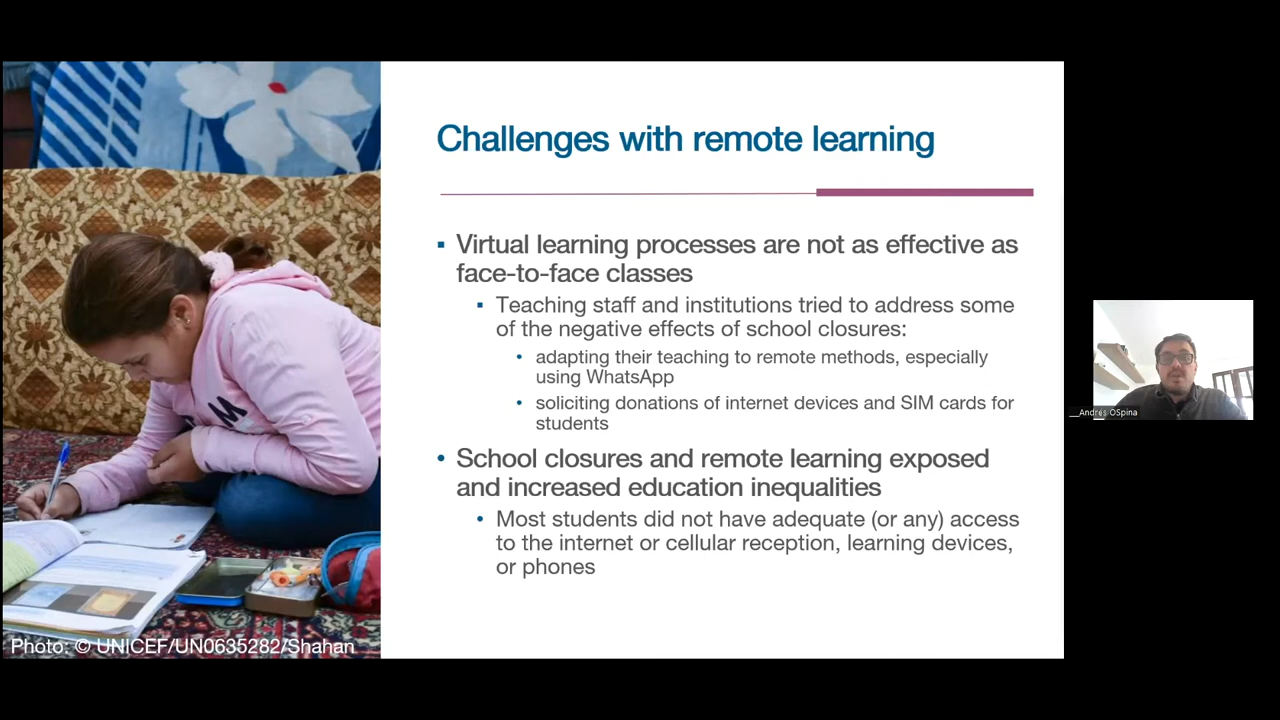 Challenges with remote learning
Virtual learning processes are not as effective as
face-to-face classes
Teaching staff and institutions tried to address some
of the negative effects of school closures:
adapting their teaching to remote methods, especially
using WhatsApp
soliciting donations of internet devices and SIM cards for
students
School closures and remote learning exposed
and increased education inequalities
Most students did not have adequate (or any) access
to the internet or cellular reception, learning devices,
or phones
Photo: © UNICEF/UN0635282/Shahan
__Andrés OSpina